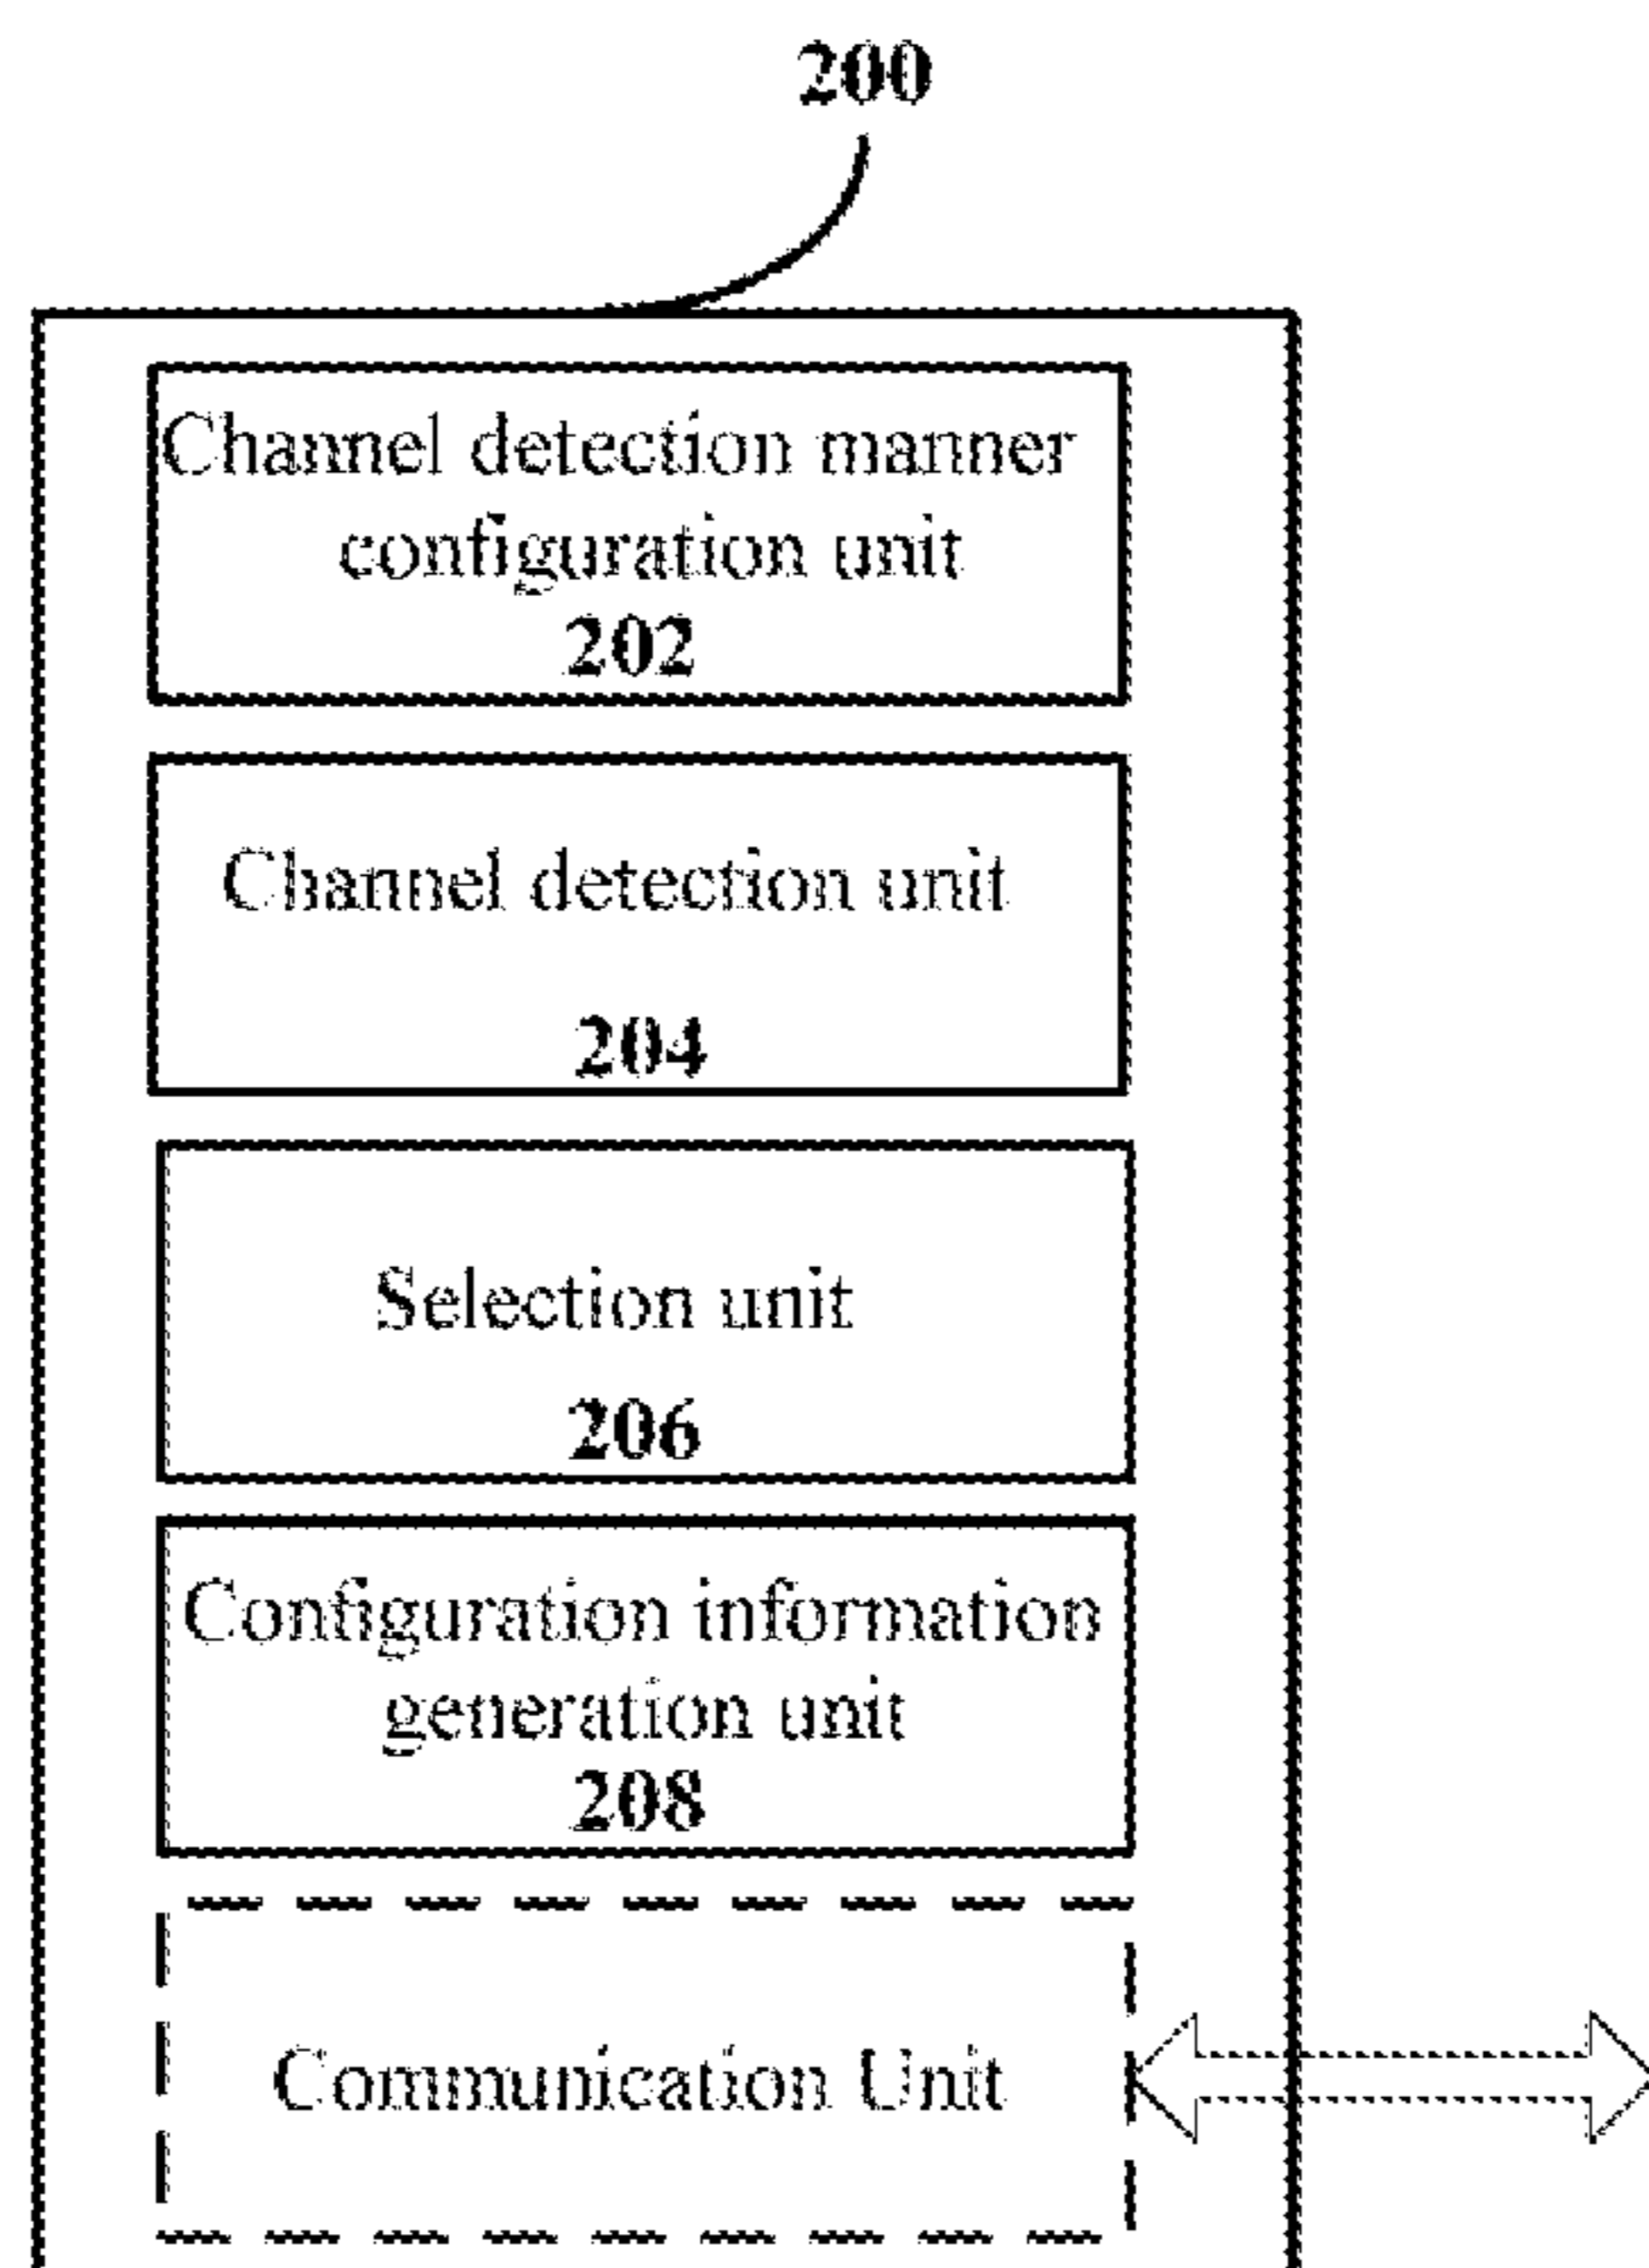 200
Channel detection manner
configuration unit
202
Channel detection unit
204
Selection unit
206
Configuration information
generation unit
208
Communication Unit